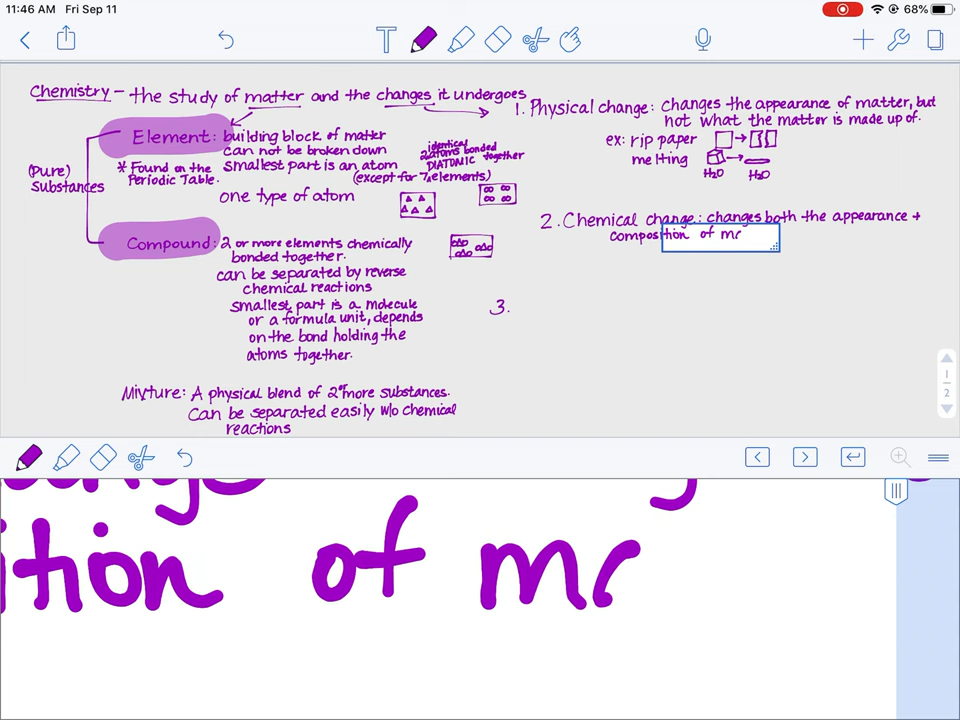 11:46 AM Fri Sep 11
68%
Chemistry - the study of matter and the changes it undergoes
Element: building block of matter
can not be broken down
smallest part is an atom
(except for 7 elements)
identical
2 atoms bonded together
DIATONIC
* Found on the
Periodic Table.
one type of atom
(Pure)
Substances
Compound: 2 or more elements chemically
bonded together.
can be separated by reverse
chemical reactions
smallest part is a molecule
or a formula unit, depends
on the bond holding the
atoms together.
Mixture: A physical blend of 2 or more substances.
Can be separated easily w/o chemical
reactions
1. Physical change: changes the appearance of matter, but
not what the matter is made up of.
ex: rip paper
melting
H2O
H2O
2. Chemical change: changes both the appearance +
composition of
3.
1
2
ition of